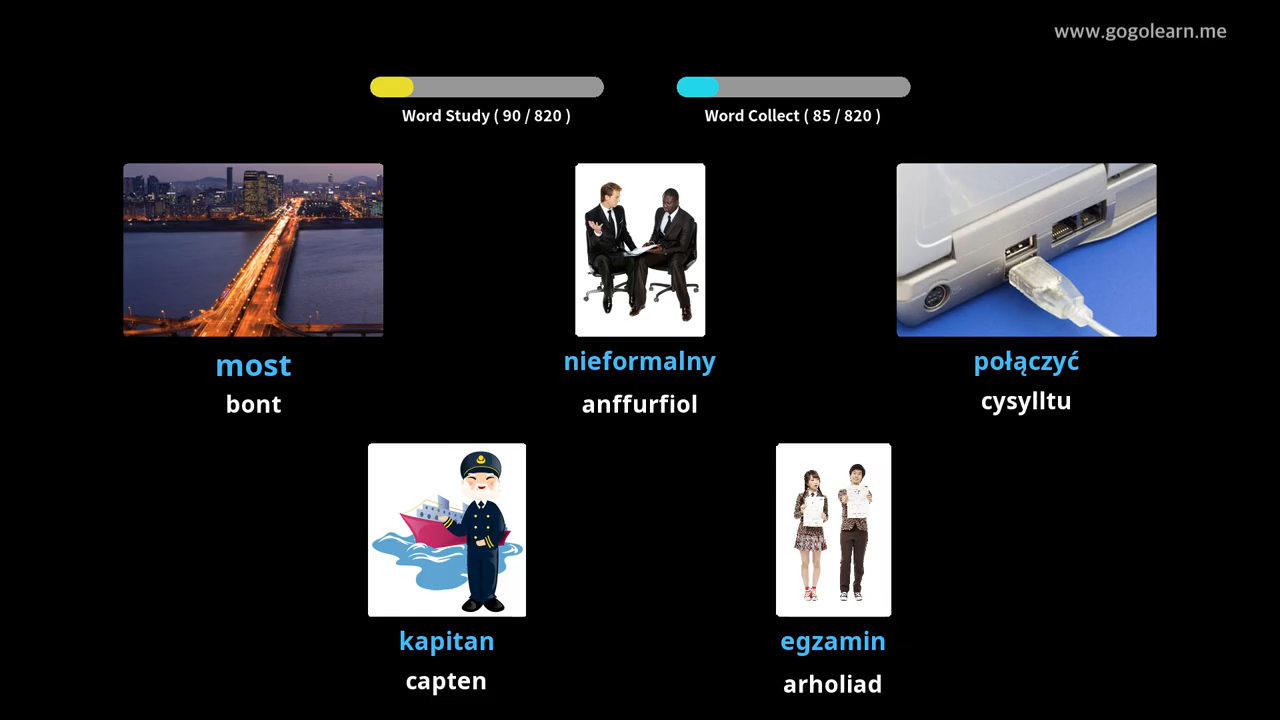 www.gogolearn.me
Word Study ( 90 / 820 )
Word Collect ( 85 / 820 )
most
bont
nieformalny
anffurfiol
połączyć
cysylltu
kapitan
capten
egzamin
arholiad